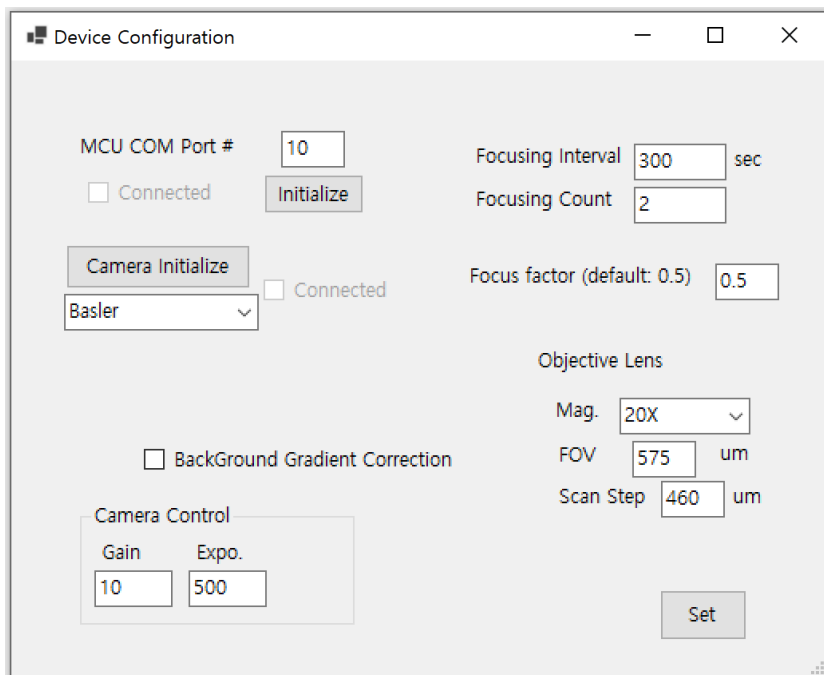 Device Configuration
MCU COM Port # 10
Connected Initialize
Camera Initialize
Connected
Basler
Focusing Interval 300 sec
Focusing Count 2
Focus factor (default: 0.5) 0.5
Objective Lens
Mag. 20X
FOV 575 um
Scan Step 460 um
BackGround Gradient Correction
Camera Control
Gain Expo.
10 500
Set